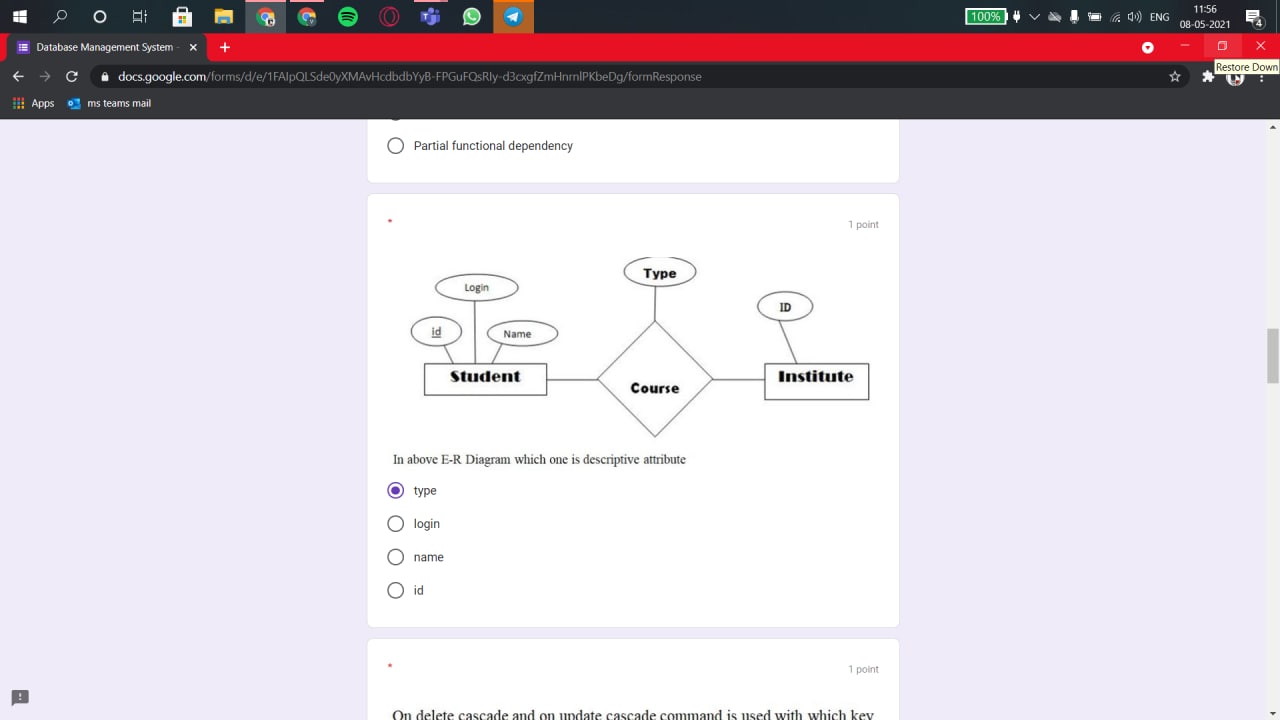 100%
ENG
11:56
08-05-2021
4
Database Management System -
docs.google.com/forms/d/e/1FAIpQLSde0yXMAvHcdbdbYyB-FPGuFQsRIy-d3cxgfZmHnrnlPKbeDg/formResponse
Restore Down
Apps
ms teams mail
Partial functional dependency
*
1 point
Type
Login
ID
id
Name
Student
Course
Institute
In above E-R Diagram which one is descriptive attribute
type
login
name
id
*
1 point
On delete cascade and on update cascade command is used with which key